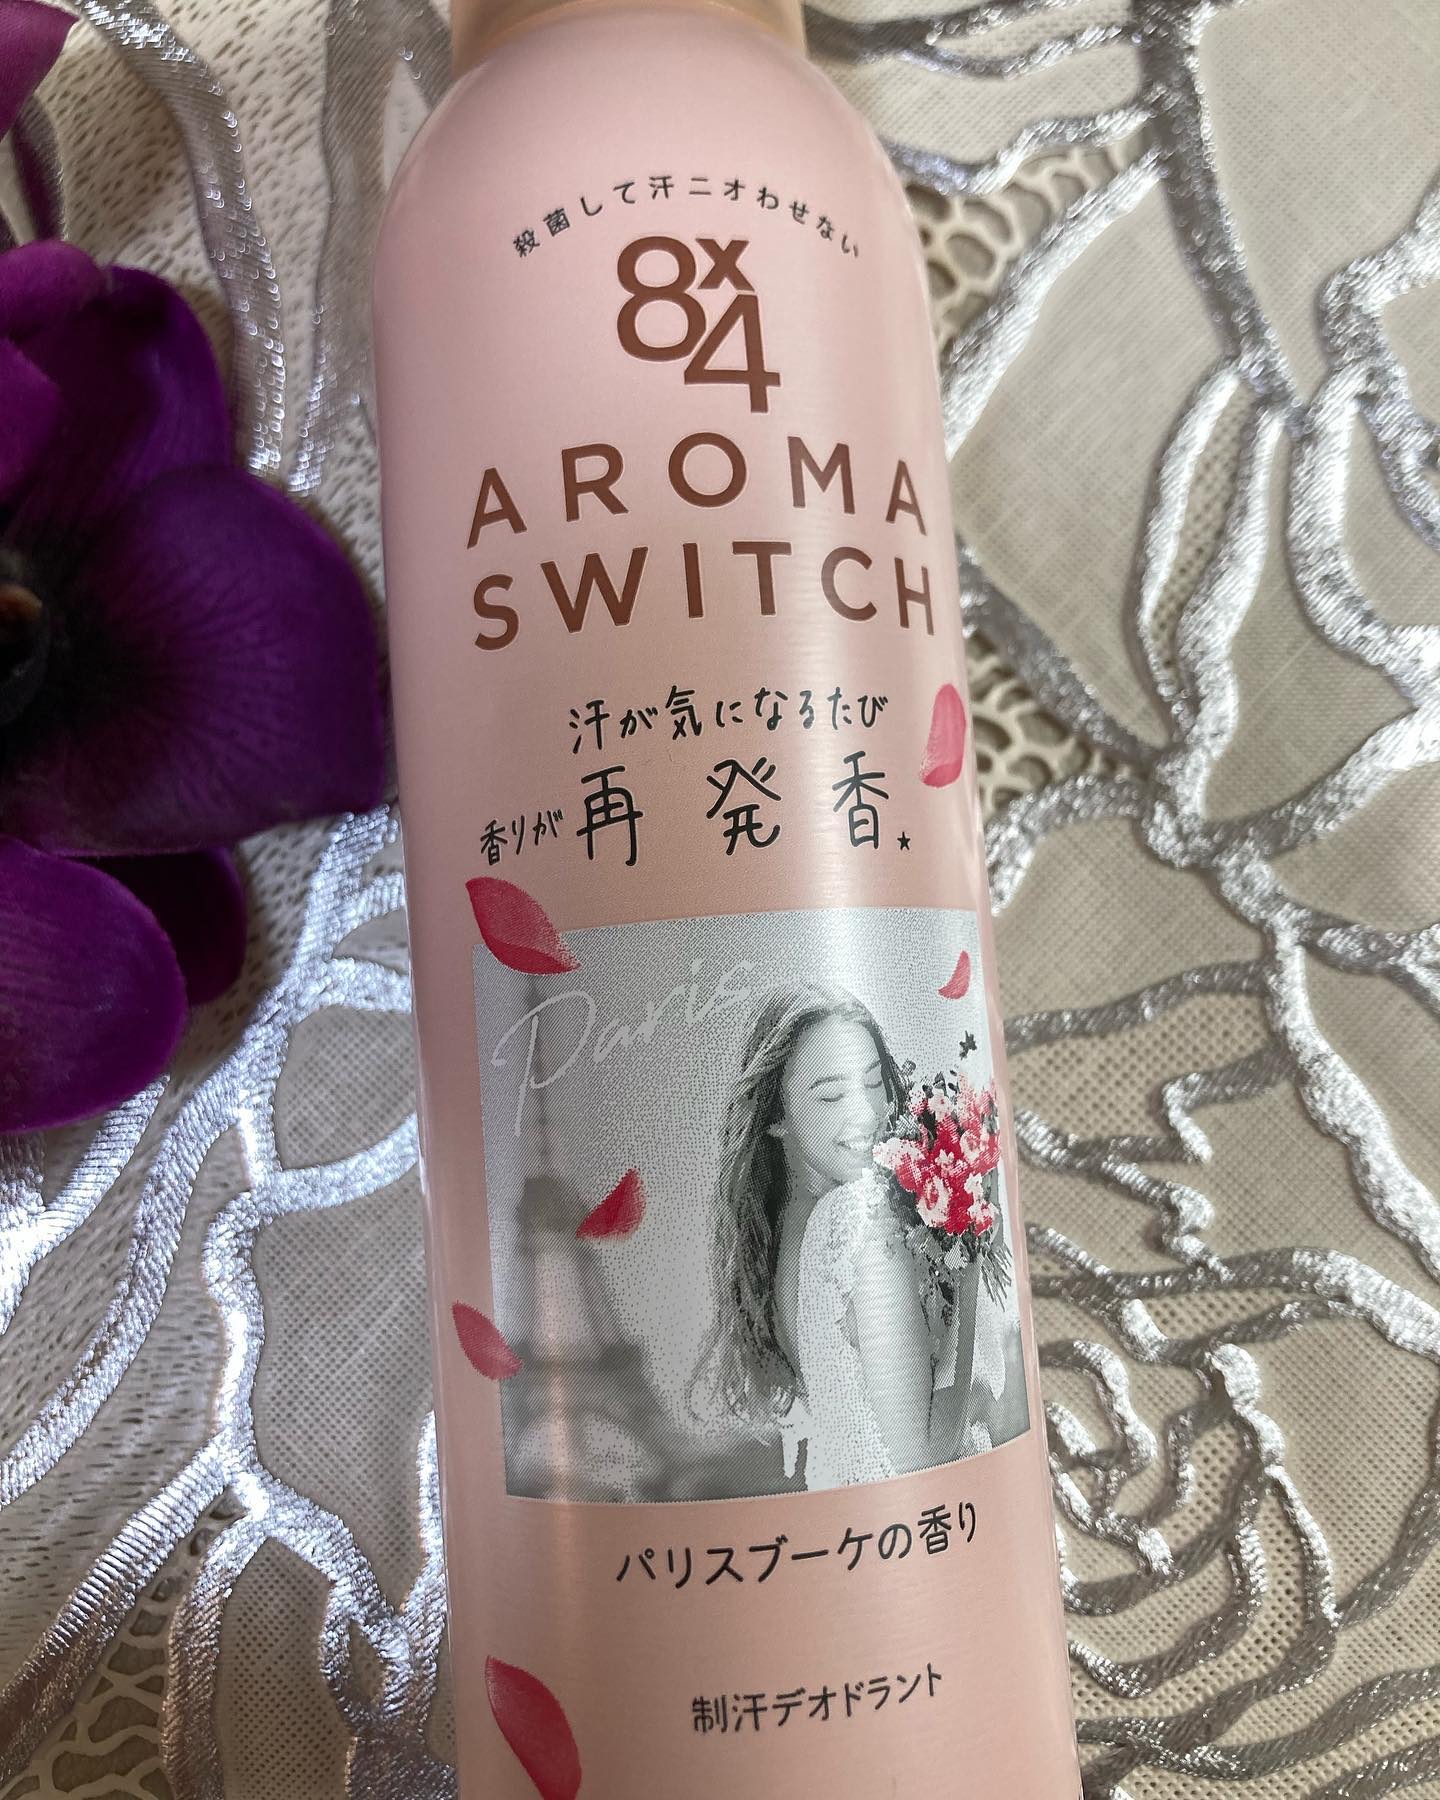 殺菌して汗ニオわせない
8x4
AROMA
SWITCH
汗が気になるたび
香りが再発香.★
Paris
パリスブーケの香り
制汗デオドラント